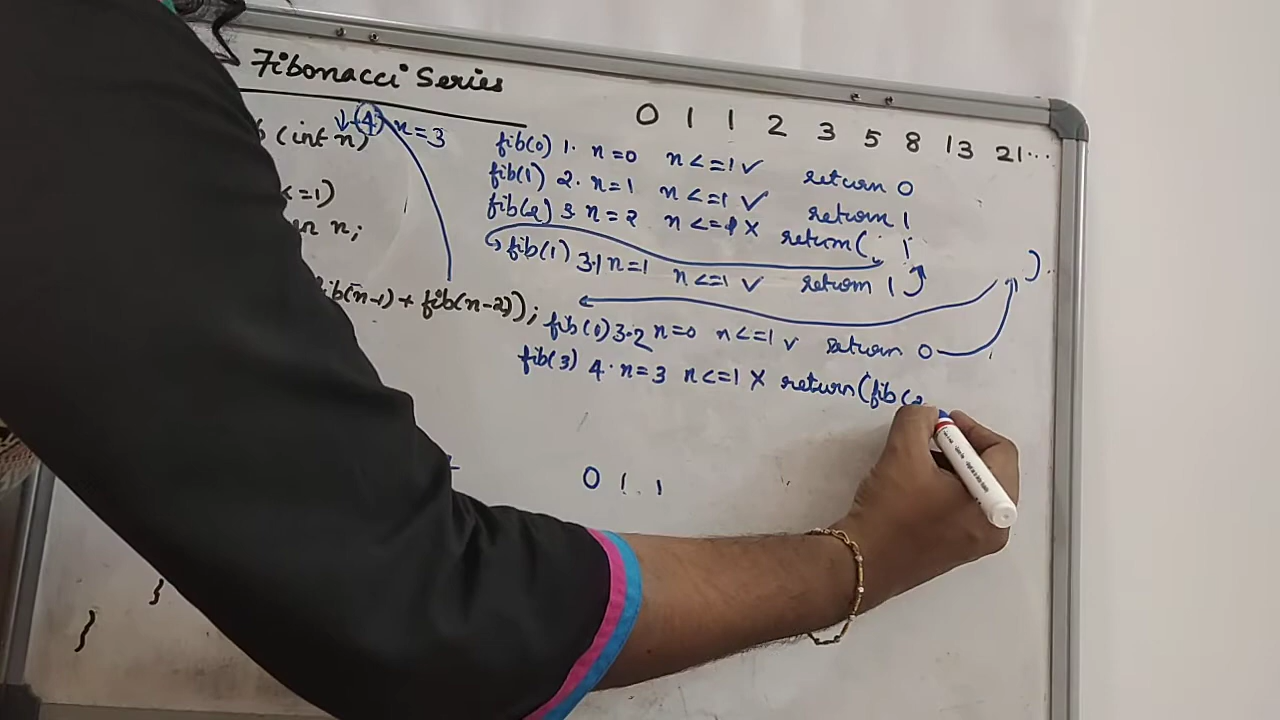 Fibonacci Series
0 1 1 2 3 5 8 13 21...
(int n) (4) n=3
<=1)
n;
fib(n-1) + fib(n-2));
fib(0) 1. n=0 n<=1 ✓ return 0
fib(1) 2. n=1 n<=1 ✓ return 1
fib(2) 3 n=2 n<=1 X return( 1 ).
fib(1) 3.1 n=1 n<=1 ✓ return 1
fib(0) 3.2 n=0 n<=1 ✓ return 0
fib(3) 4. n=3 n<=1 X return(fib(2
0 1 1
}
}